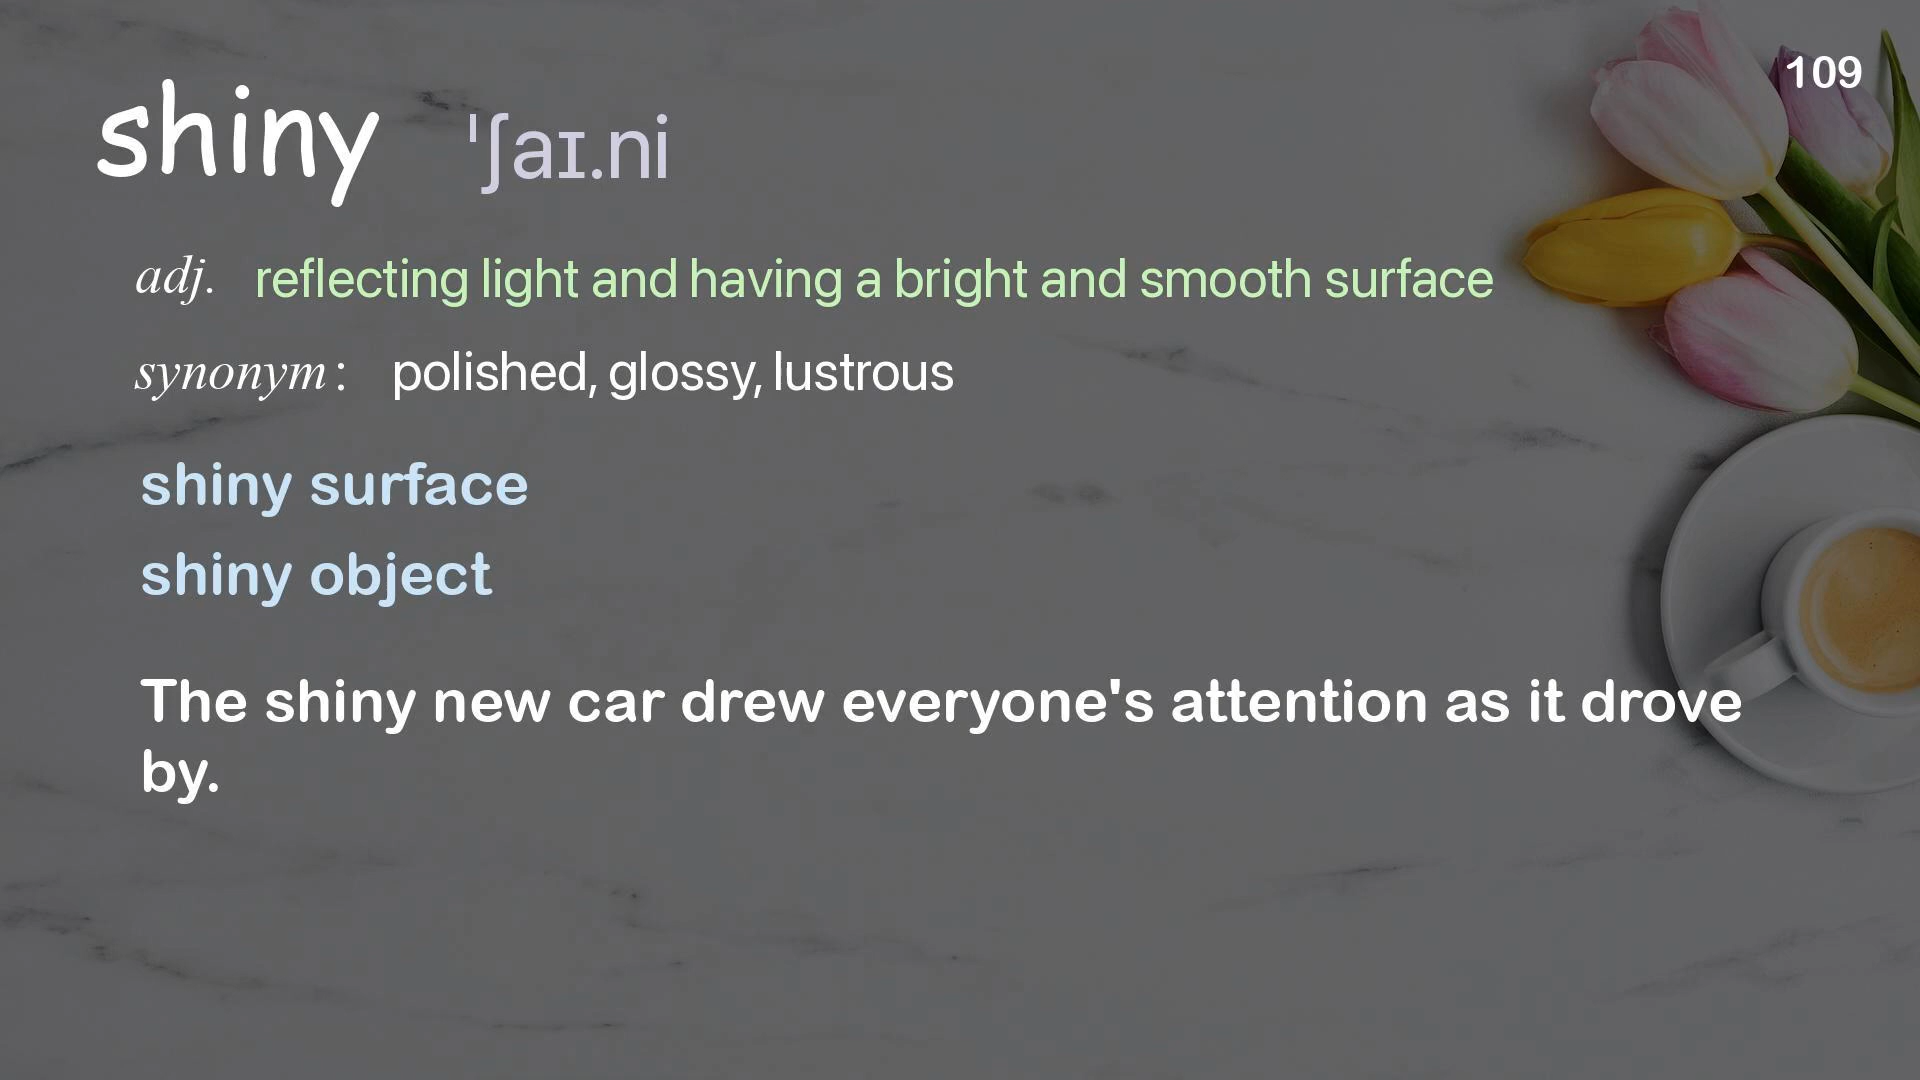 109
shiny ˈʃaɪ.ni
adj. reflecting light and having a bright and smooth surface
synonym: polished, glossy, lustrous
shiny surface
shiny object
The shiny new car drew everyone's attention as it drove
by.